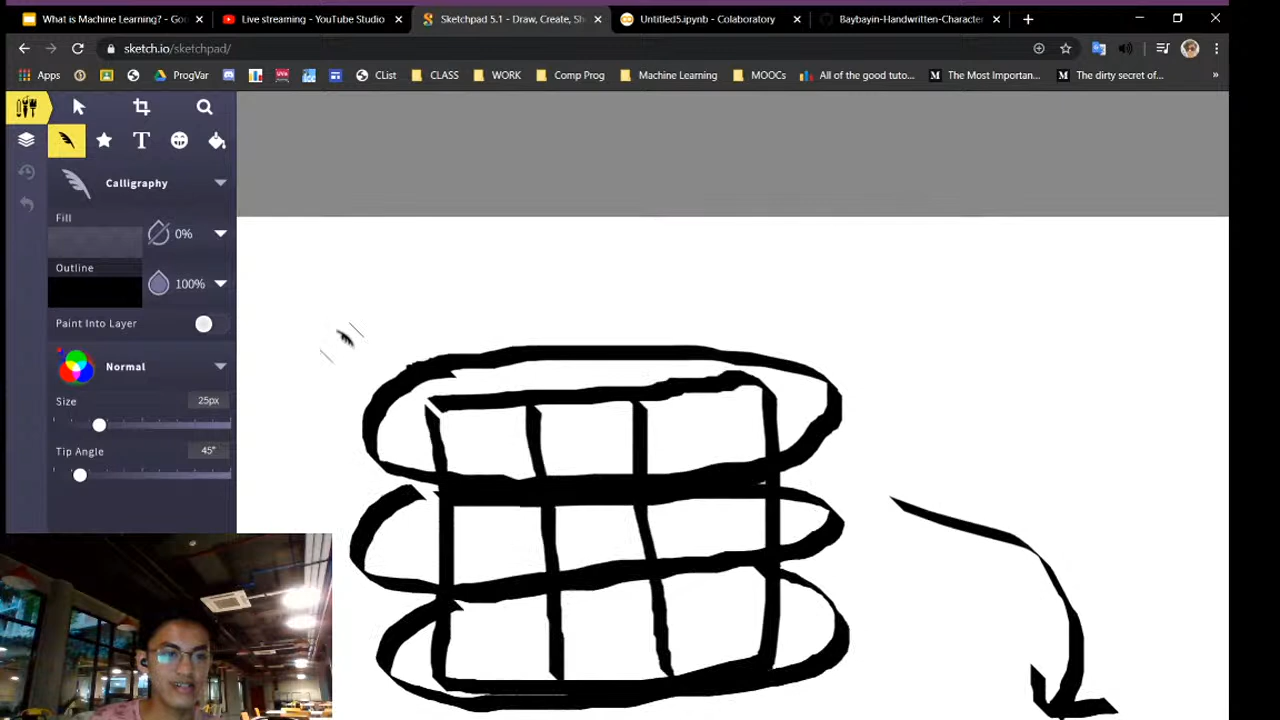 What is Machine Learning? - Go
Live streaming - YouTube Studio
Sketchpad 5.1 - Draw, Create, Sh
Untitled5.ipynb - Colaboratory
Baybayin-Handwritten-Character
sketch.io/sketchpad/
Apps
ProgVar
CList
CLASS
WORK
Comp Prog
Machine Learning
MOOCs
All of the good tuto...
The Most Importan...
The dirty secret of...
Calligraphy
Fill
0%
Outline
100%
Paint Into Layer
Normal
Size
25px
Tip Angle
45°